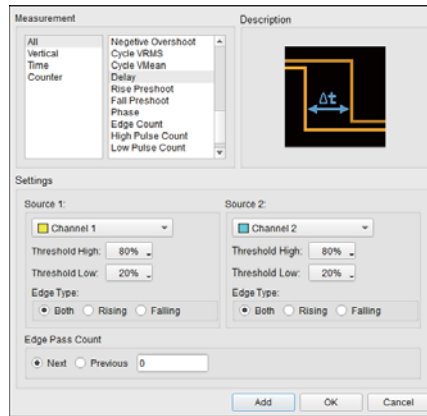 Measurement
Description
All
Vertical
Time
Counter
Negetive Overshoot
Cycle VRMS
Cycle VMean
Delay
Rise Preshoot
Fall Preshoot
Phase
Edge Count
High Pulse Count
Low Pulse Count
Δt
Settings
Source 1:
Source 2:
Channel 1
Channel 2
Threshold High: 80%
Threshold High: 80%
Threshold Low: 20%
Threshold Low: 20%
Edge Type:
Edge Type:
Both Rising Falling
Both Rising Falling
Edge Pass Count
Next Previous 0
Add OK Cancel